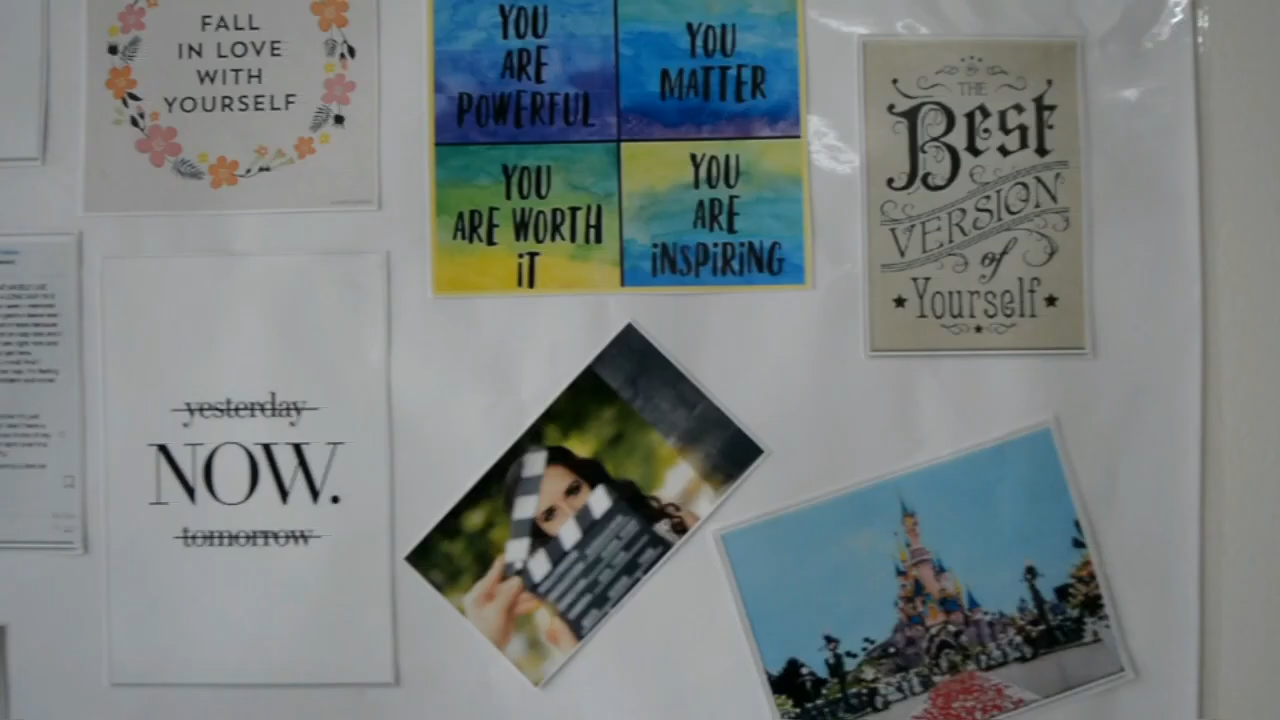 FALL
IN LOVE
WITH
YOURSELF
YOU
ARE
POWERFUL
YOU
MATTER
YOU
ARE WORTH
iT
YOU
ARE
iNSPiRiNG
THE
Best
VERSION
of
Yourself
yesterday
NOW.
tomorrow